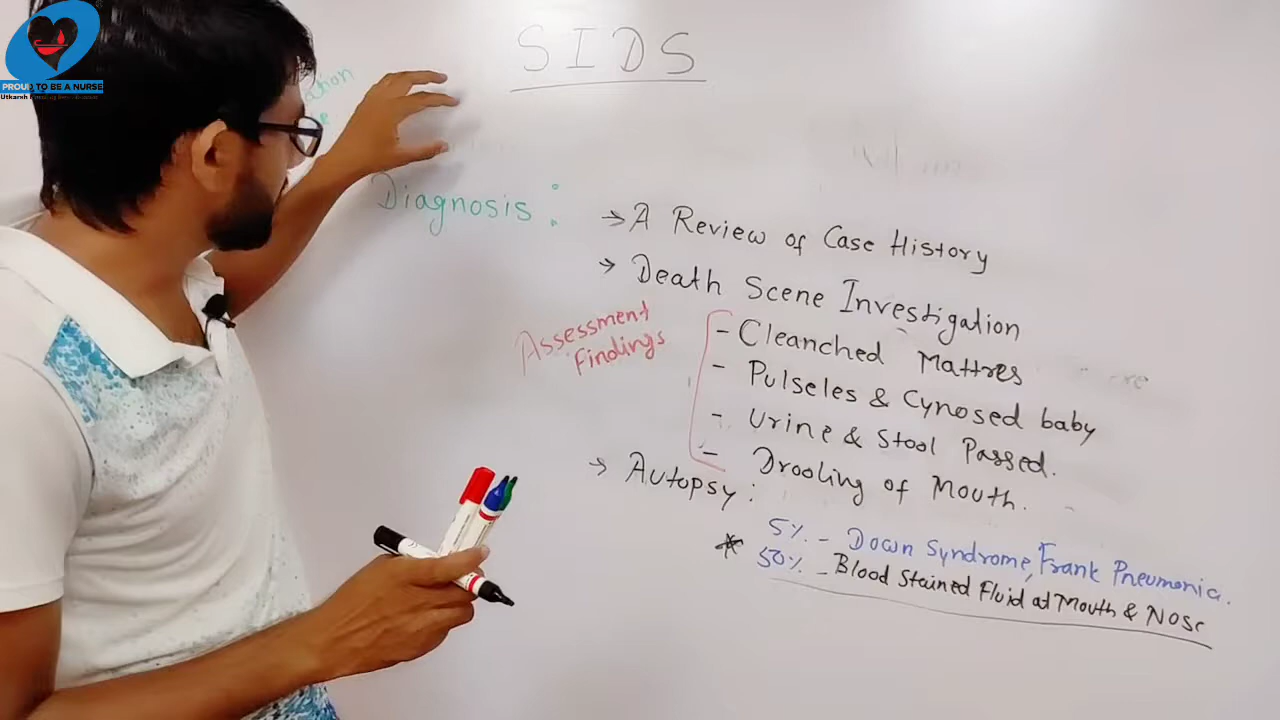 PROUD TO BE A NURSE
SIDS
Diagnosis :
→ A Review of Case History
→ Death Scene Investigation
Assessment
Findings
- Cleanched Mattres
- Pulseles & Cynosed baby
- Urine & Stool Passed.
- Drooling of Mouth.
→ Autopsy :
5% - Down Syndrome, Frank Pneumonia.
* 50% - Blood Stained Fluid at Mouth & Nose